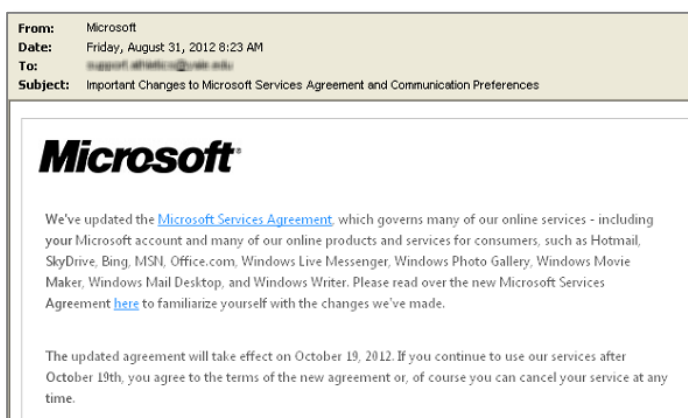 From: Microsoft
Date: Friday, August 31, 2012 8:23 AM
To:
Subject: Important Changes to Microsoft Services Agreement and Communication Preferences
Microsoft®
We've updated the Microsoft Services Agreement, which governs many of our online services - including
your Microsoft account and many of our online products and services for consumers, such as Hotmail,
SkyDrive, Bing, MSN, Office.com, Windows Live Messenger, Windows Photo Gallery, Windows Movie
Maker, Windows Mail Desktop, and Windows Writer. Please read over the new Microsoft Services
Agreement here to familiarize yourself with the changes we've made.
The updated agreement will take effect on October 19, 2012. If you continue to use our services after
October 19th, you agree to the terms of the new agreement or, of course you can cancel your service at any
time.